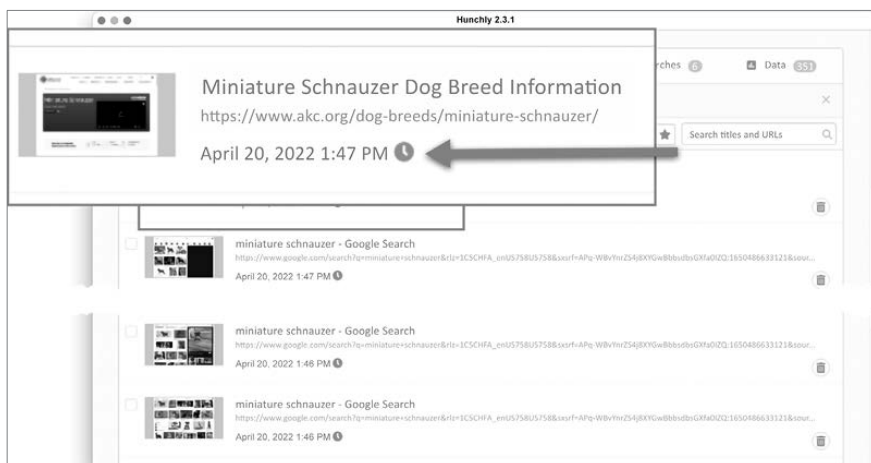 Hunchly 2.3.1
rches 6 Data 351
Search titles and URLs
Miniature Schnauzer Dog Breed Information
https://www.akc.org/dog-breeds/miniature-schnauzer/
April 20, 2022 1:47 PM
miniature schnauzer - Google Search
April 20, 2022 1:47 PM
miniature schnauzer - Google Search
April 20, 2022 1:46 PM
miniature schnauzer - Google Search
April 20, 2022 1:46 PM